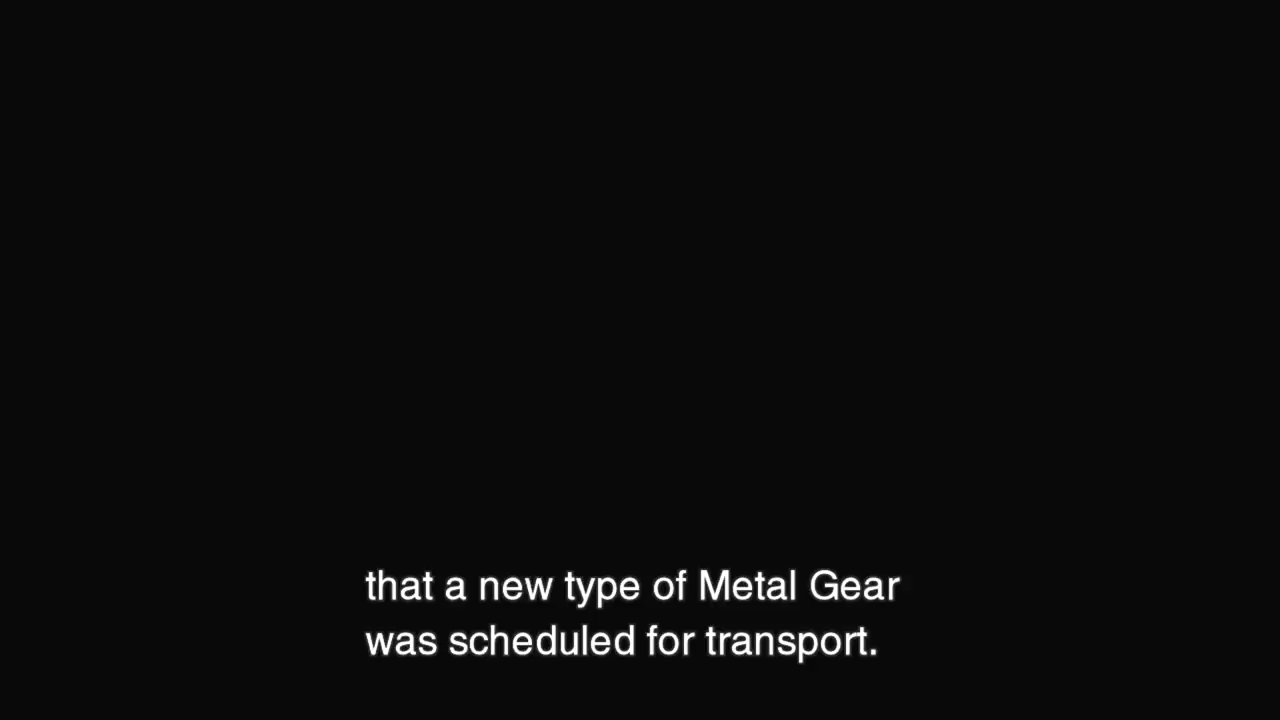 that a new type of Metal Gear
was scheduled for transport.